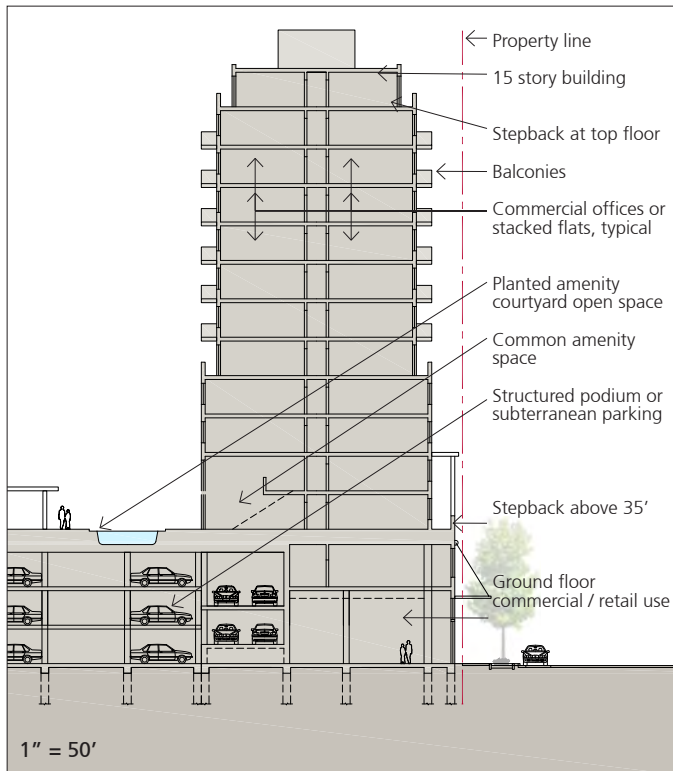 Property line
15 story building
Stepback at top floor
Balconies
Commercial offices or
stacked flats, typical
Planted amenity
courtyard open space
Common amenity
space
Structured podium or
subterranean parking
Stepback above 35’
Ground floor
commercial / retail use
1” = 50’